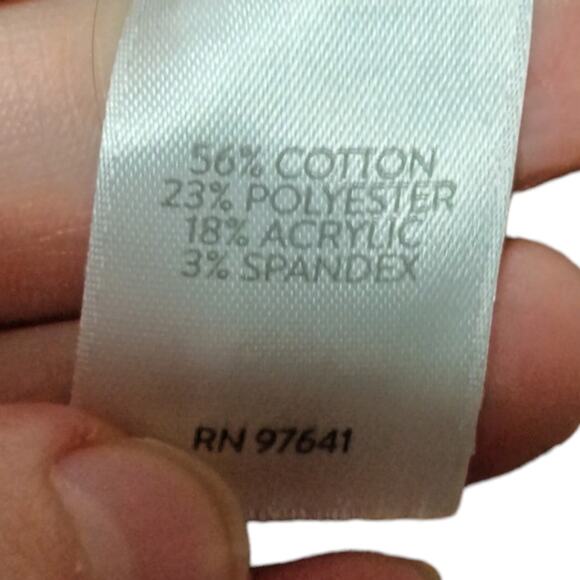 56% COTTON
23% POLYESTER
18% ACRYLIC
3% SPANDEX
RN 97641